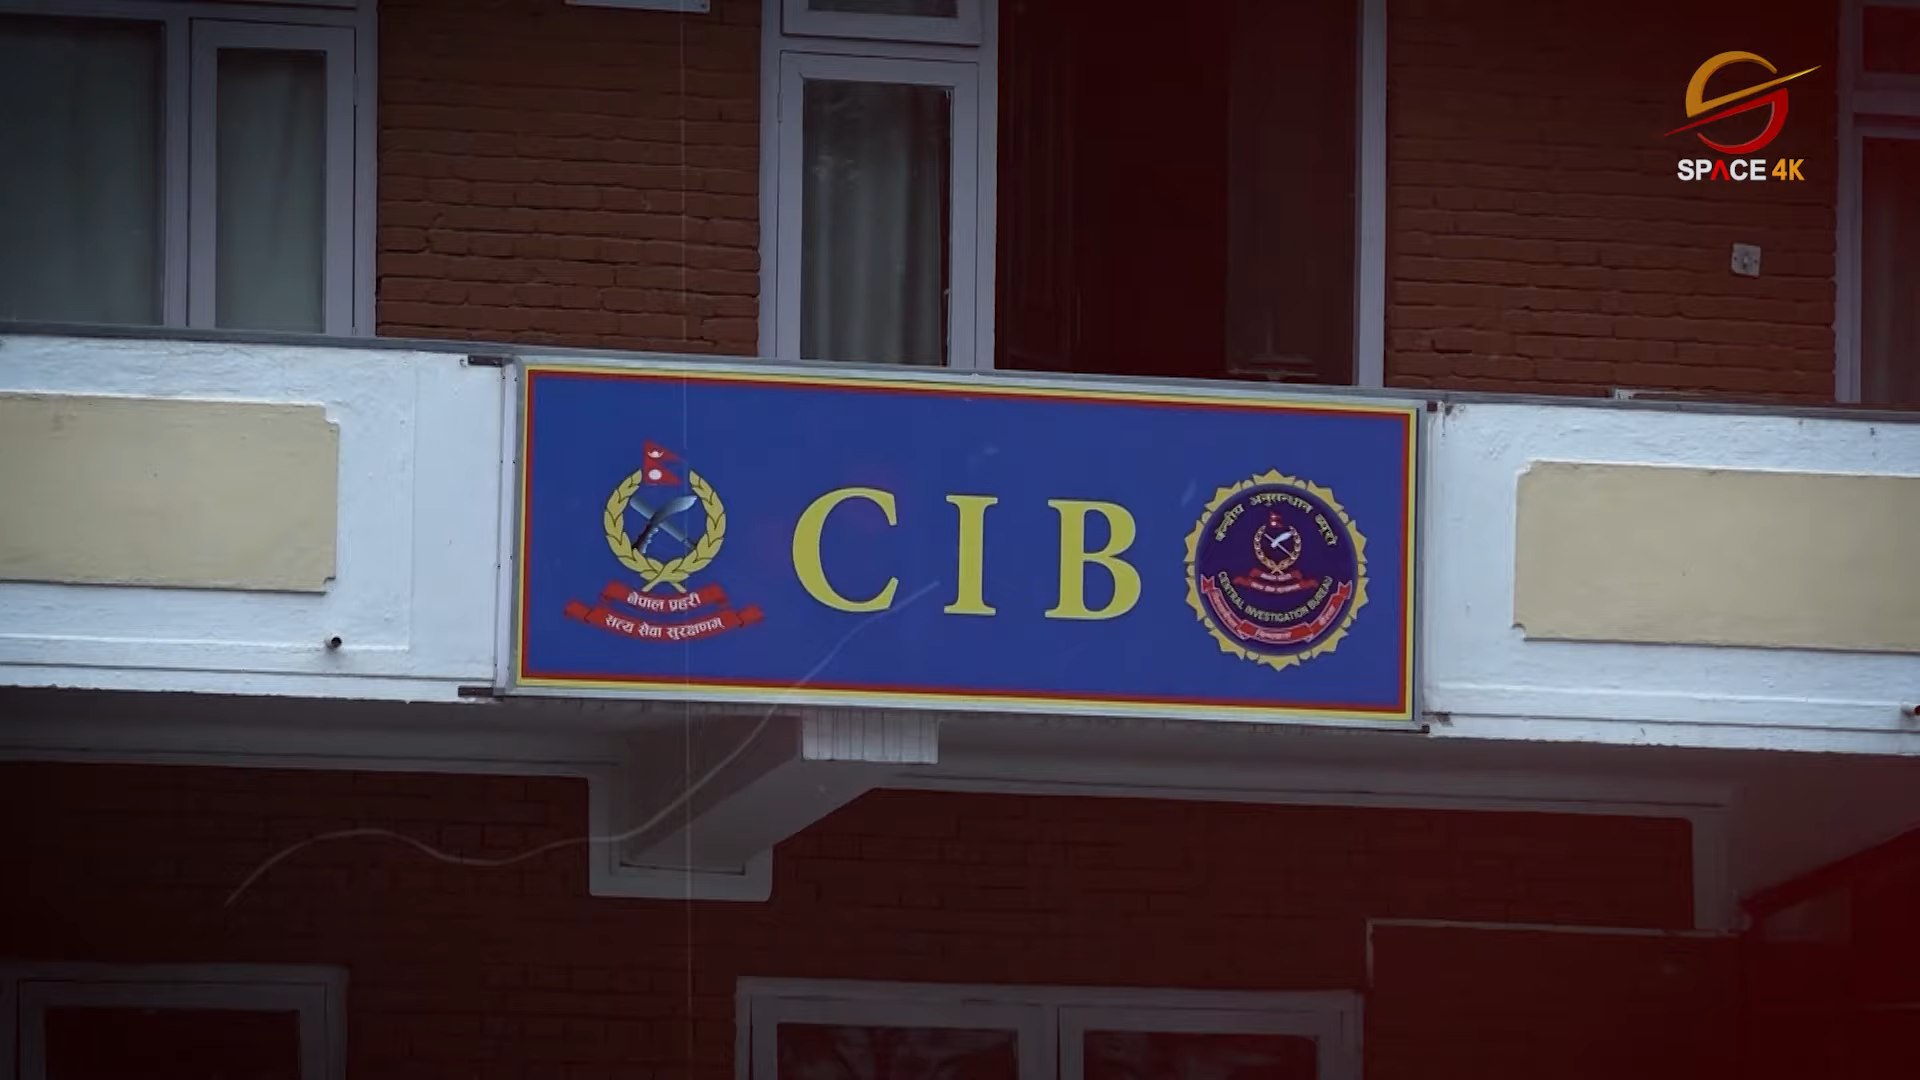 SPACE 4K
CIB
नेपाल प्रहरी
सत्य सेवा सुरक्षणम्
केन्द्रीय अनुसन्धान ब्यूरो
CENTRAL INVESTIGATION BUREAU